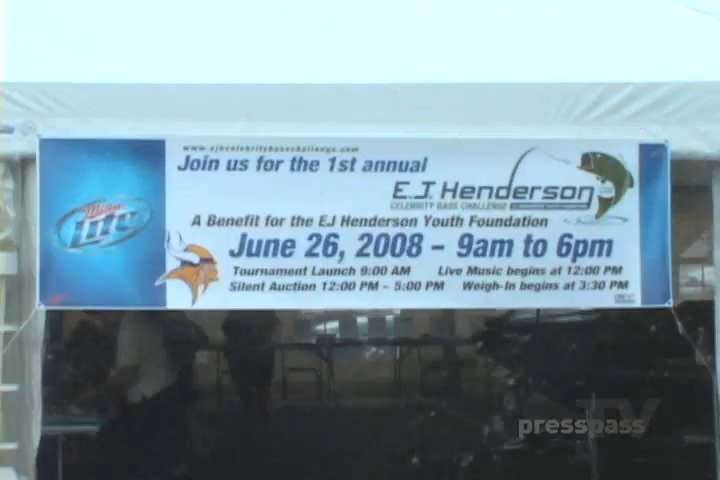 www.ejhcelebritybasschallenge.com
Join us for the 1st annual
E.J. Henderson
CELEBRITY BASS CHALLENGE
A Benefit for the EJ Henderson Youth Foundation
June 26, 2008 - 9am to 6pm
Tournament Launch 9:00 AM Live Music begins at 12:00 PM
Silent Auction 12:00 PM - 5:00 PM Weigh-In begins at 3:30 PM
Miller
Lite
presspassTV